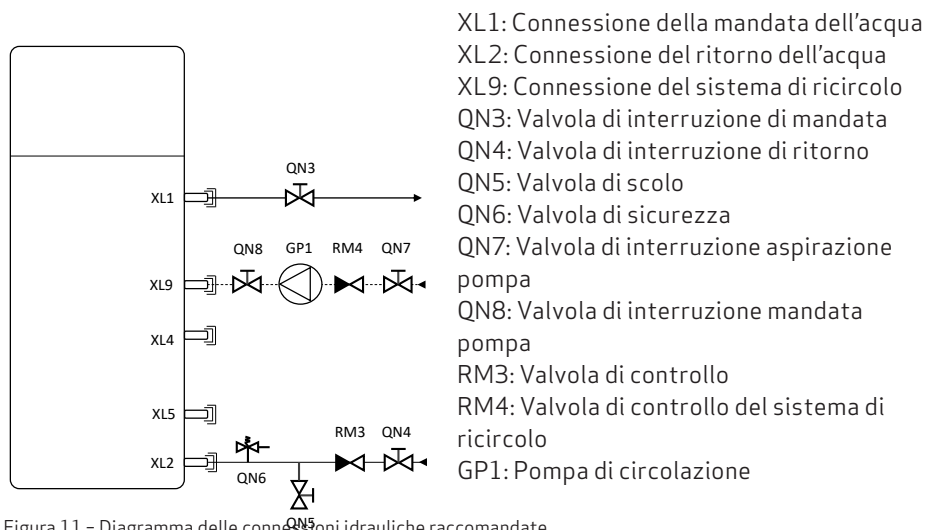 XL1: Connessione della mandata dell'acqua
XL2: Connessione del ritorno dell'acqua
XL9: Connessione del sistema di ricircolo
QN3: Valvola di interruzione di mandata
QN4: Valvola di interruzione di ritorno
QN5: Valvola di scolo
QN6: Valvola di sicurezza
QN7: Valvola di interruzione aspirazione
pompa
QN8: Valvola di interruzione mandata
pompa
RM3: Valvola di controllo
RM4: Valvola di controllo del sistema di
ricircolo
GP1: Pompa di circolazione
QN3
XL1
QN8 GP1 RM4 QN7
XL9
XL4
XL5
RM3 QN4
XL2
QN6
QN5
Figura 11 – Diagramma delle connessioni idrauliche raccomandate